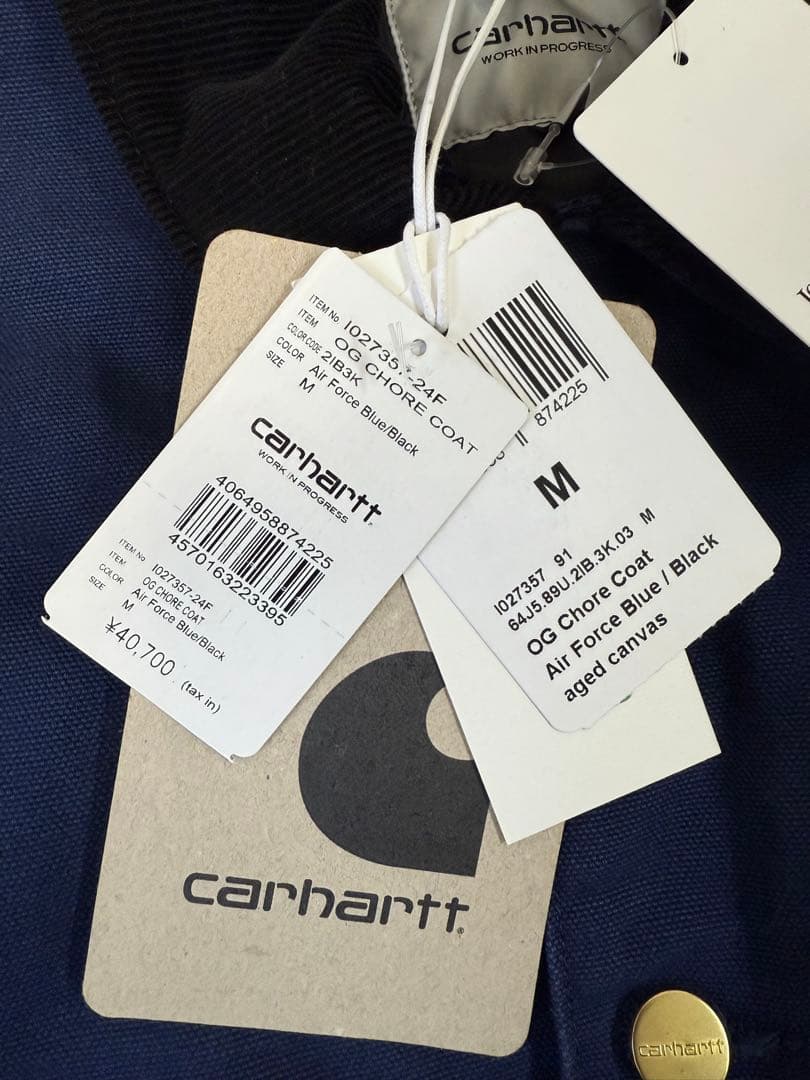 carhartt
WORK IN PROGRESS
ITEM No. I027357-24F
ITEM OG CHORE COAT
COLOR CODE 2IB3K
COLOR Air Force Blue/Black
SIZE M
carhartt
WORK IN PROGRESS
4064958874225
4570163223395
ITEM No. I027357-24F
ITEM OG CHORE COAT
COLOR Air Force Blue/Black
SIZE M
¥40,700 (tax in)
874225
M
I027357 91
64J5.89U.2IB.3K.03 M
OG Chore Coat
Air Force Blue / Black
aged canvas
carhartt
carhartt